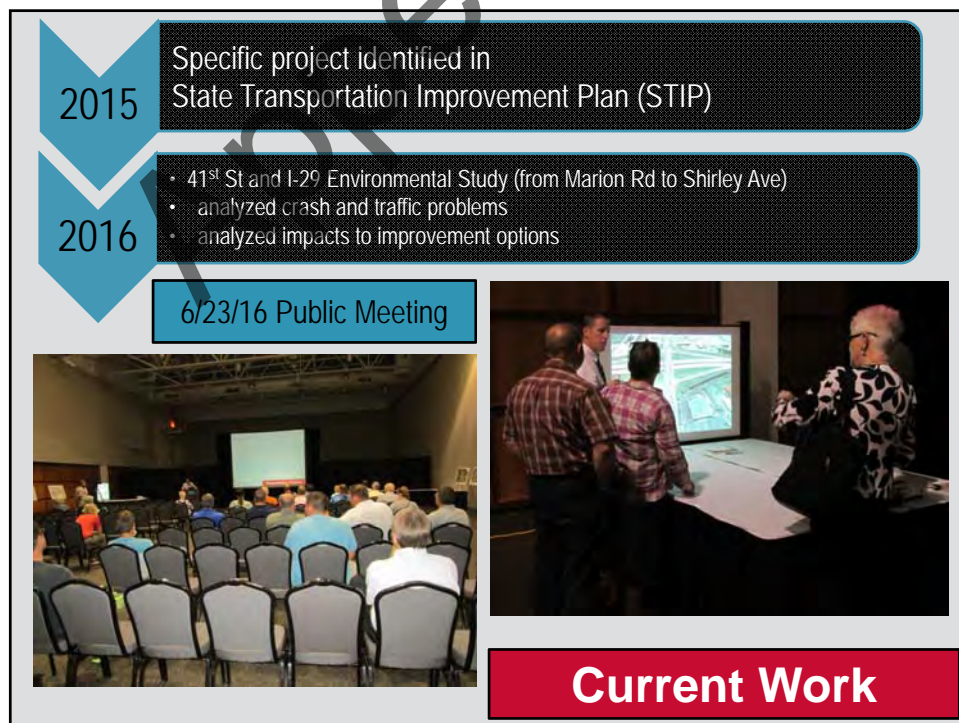 2015
Specific project identified in
State Transportation Improvement Plan (STIP)
2016
• 41st St and I-29 Environmental Study (from Marion Rd to Shirley Ave)
• analyzed crash and traffic problems
• analyzed impacts to improvement options
6/23/16 Public Meeting
Current Work